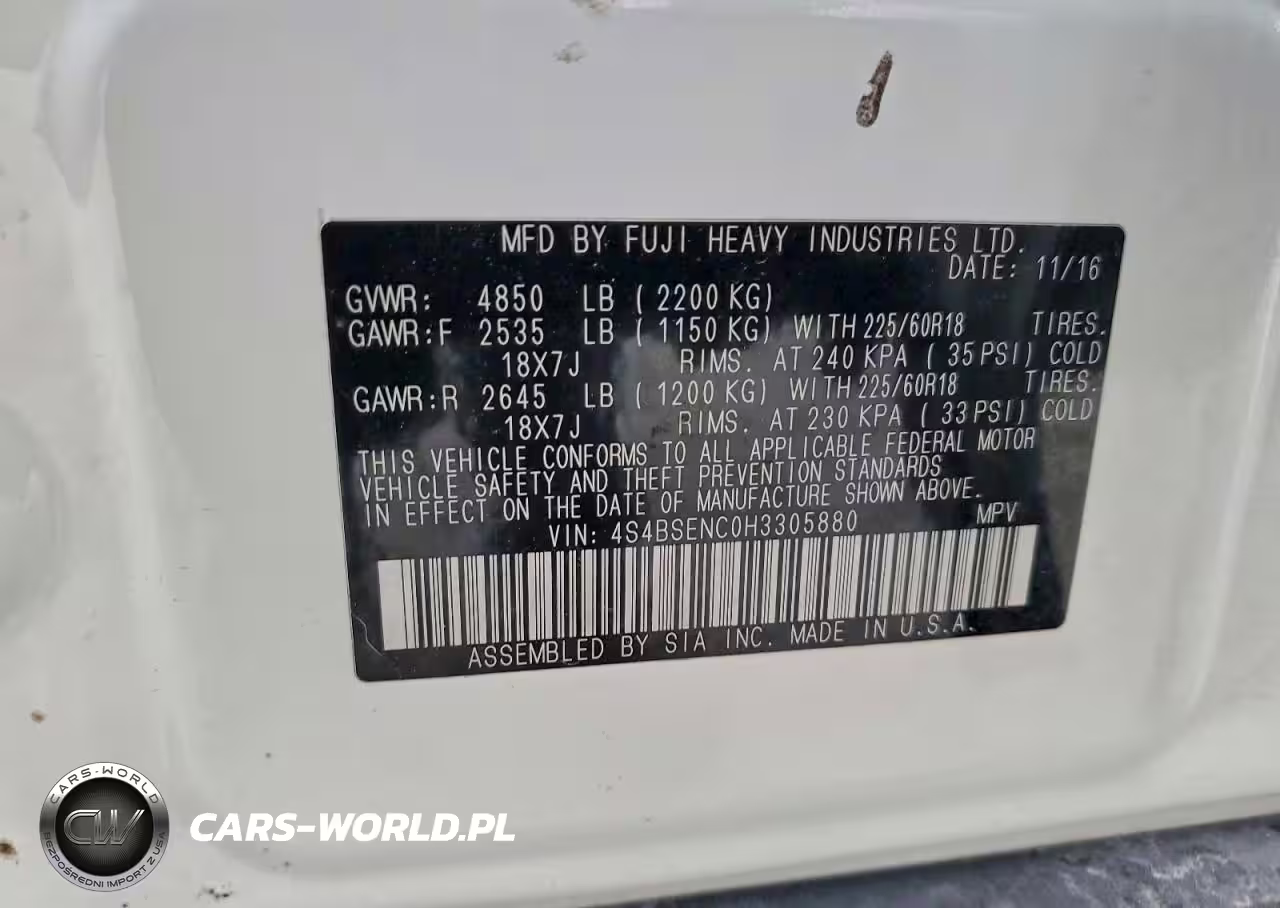 MFD BY FUJI HEAVY INDUSTRIES LTD.
DATE: 11/16
GVWR: 4850 LB ( 2200 KG)
GAWR:F 2535 LB ( 1150 KG) WITH 225/60R18 TIRES.
18X7J RIMS. AT 240 KPA ( 35 PSI) COLD
GAWR:R 2645 LB ( 1200 KG) WITH 225/60R18 TIRES.
18X7J RIMS. AT 230 KPA ( 33 PSI) COLD
THIS VEHICLE CONFORMS TO ALL APPLICABLE FEDERAL MOTOR
VEHICLE SAFETY AND THEFT PREVENTION STANDARDS
IN EFFECT ON THE DATE OF MANUFACTURE SHOWN ABOVE.
VIN: 4S4BSENC0H3305880 MPV
ASSEMBLED BY SIA INC. MADE IN U.S.A.
CARS-WORLD
CW
BEZPOŚREDNI IMPORT Z USA
CARS-WORLD.PL